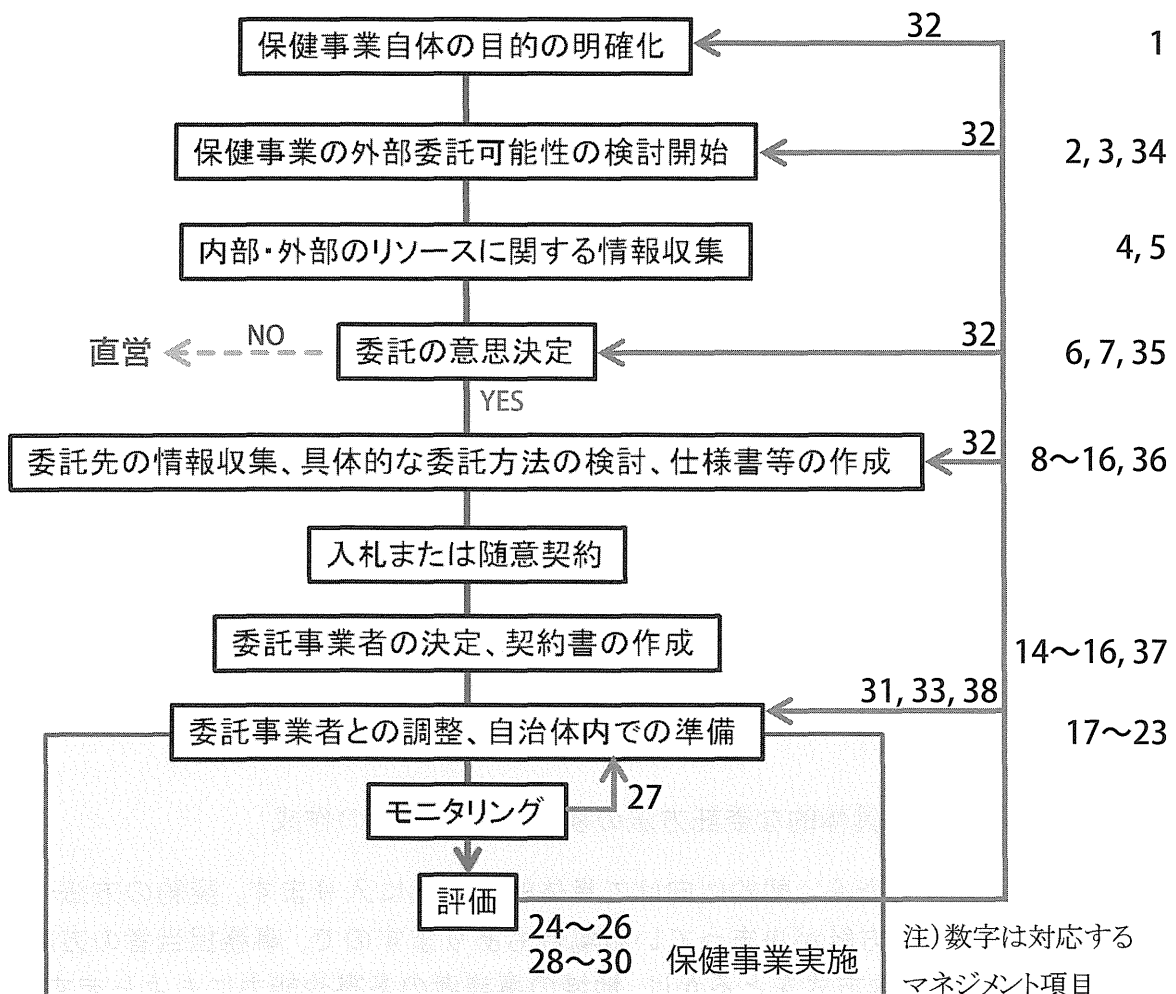 32
保健事業自体の目的の明確化
1
32
保健事業の外部委託可能性の検討開始
2, 3, 34
内部・外部のリソースに関する情報収集
4, 5
直営
NO
32
委託の意思決定
6, 7, 35
YES
32
委託先の情報収集、具体的な委託方法の検討、仕様書等の作成
8～16, 36
入札または随意契約
委託事業者の決定、契約書の作成
14～16, 37
31, 33, 38
委託事業者との調整、自治体内での準備
17～23
モニタリング
27
評価
24～26
28～30
保健事業実施
注）数字は対応する
マネジメント項目